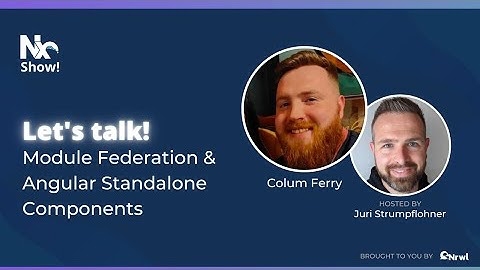 Nx
Show!
Let's talk!
Module Federation &
Angular Standalone
Components
Colum Ferry
HOSTED BY
Juri Strumpflohner
BROUGHT TO YOU BY Nrwl